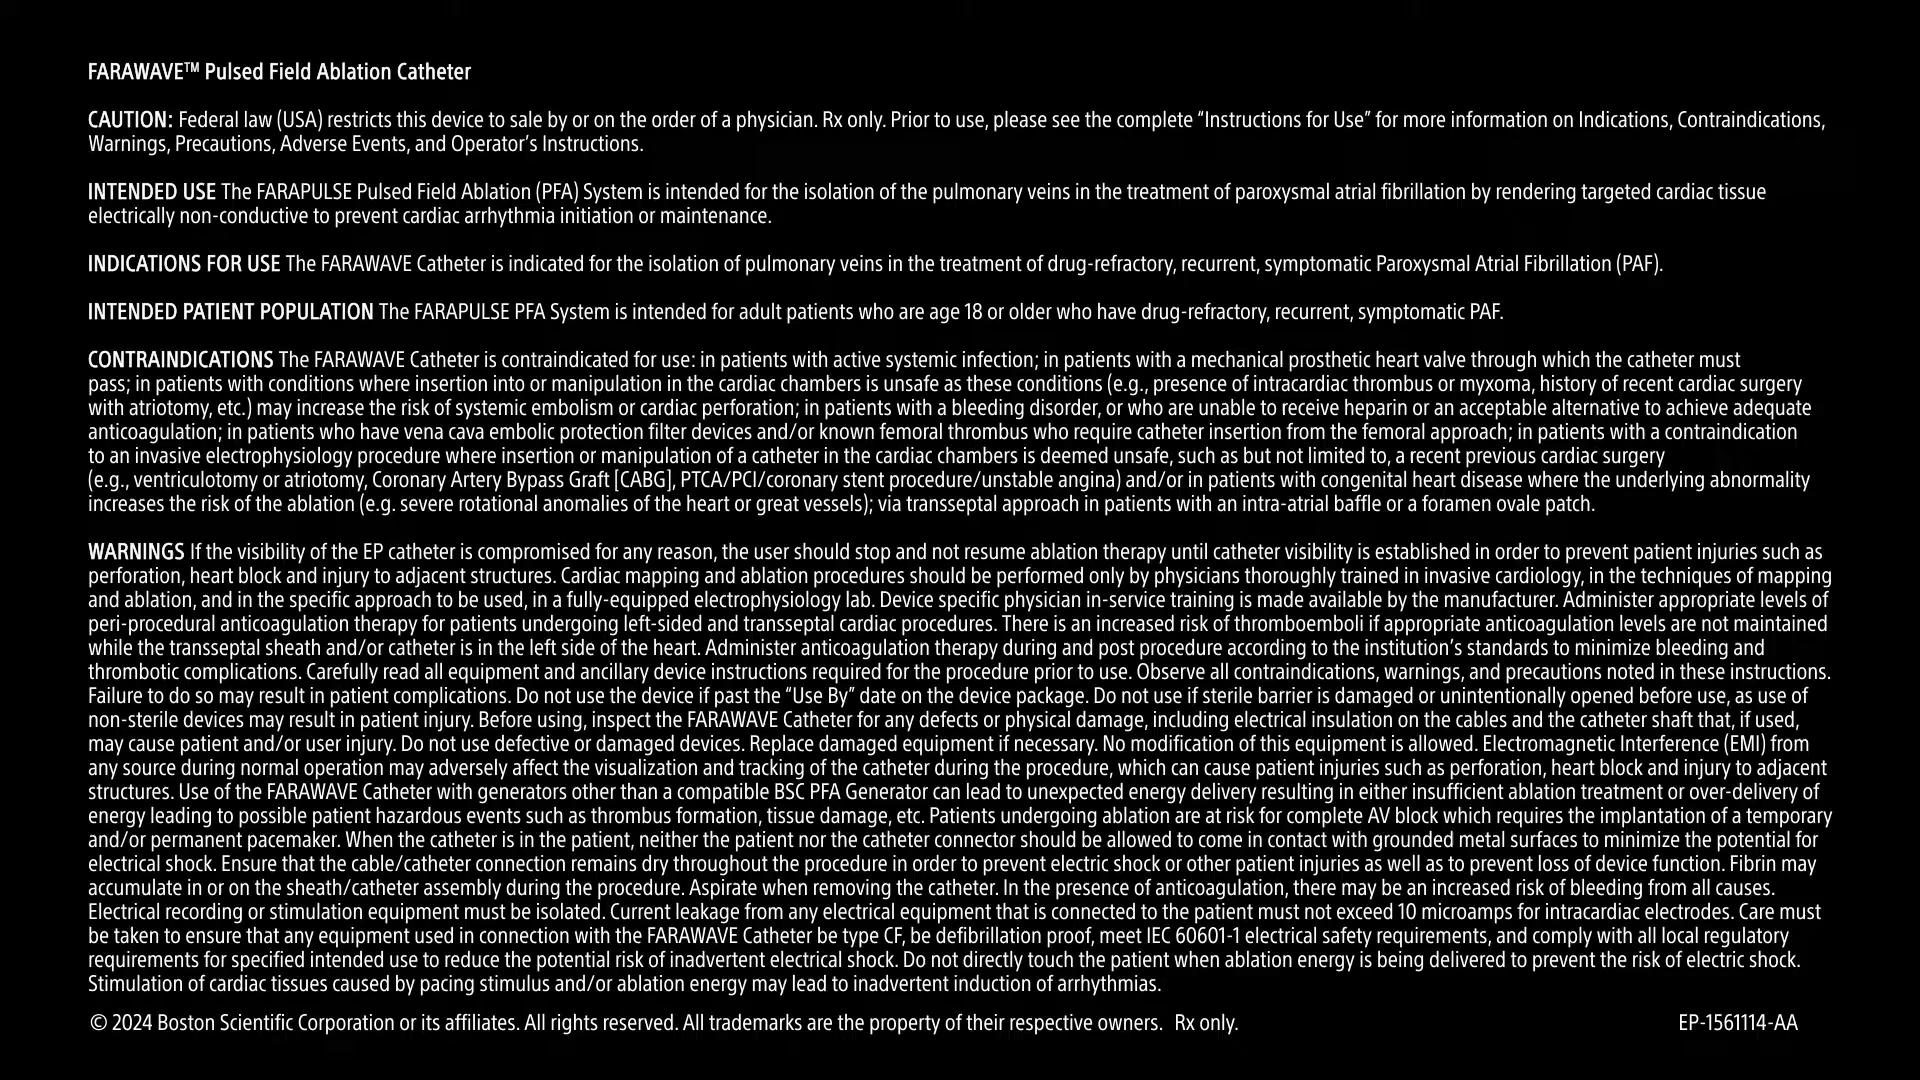 FARAWAVE™ Pulsed Field Ablation Catheter
CAUTION: Federal law (USA) restricts this device to sale by or on the order of a physician. Rx only. Prior to use, please see the complete “Instructions for Use” for more information on Indications, Contraindications,
Warnings, Precautions, Adverse Events, and Operator’s Instructions.
INTENDED USE The FARAPULSE Pulsed Field Ablation (PFA) System is intended for the isolation of the pulmonary veins in the treatment of paroxysmal atrial fibrillation by rendering targeted cardiac tissue
electrically non-conductive to prevent cardiac arrhythmia initiation or maintenance.
INDICATIONS FOR USE The FARAWAVE Catheter is indicated for the isolation of pulmonary veins in the treatment of drug-refractory, recurrent, symptomatic Paroxysmal Atrial Fibrillation (PAF).
INTENDED PATIENT POPULATION The FARAPULSE PFA System is intended for adult patients who are age 18 or older who have drug-refractory, recurrent, symptomatic PAF.
CONTRAINDICATIONS The FARAWAVE Catheter is contraindicated for use: in patients with active systemic infection; in patients with a mechanical prosthetic heart valve through which the catheter must
pass; in patients with conditions where insertion into or manipulation in the cardiac chambers is unsafe as these conditions (e.g., presence of intracardiac thrombus or myxoma, history of recent cardiac surgery
with atriotomy, etc.) may increase the risk of systemic embolism or cardiac perforation; in patients with a bleeding disorder, or who are unable to receive heparin or an acceptable alternative to achieve adequate
anticoagulation; in patients who have vena cava embolic protection filter devices and/or known femoral thrombus who require catheter insertion from the femoral approach; in patients with a contraindication
to an invasive electrophysiology procedure where insertion or manipulation of a catheter in the cardiac chambers is deemed unsafe, such as but not limited to, a recent previous cardiac surgery
(e.g., ventriculotomy or atriotomy, Coronary Artery Bypass Graft [CABG], PTCA/PCI/coronary stent procedure/unstable angina) and/or in patients with congenital heart disease where the underlying abnormality
increases the risk of the ablation (e.g. severe rotational anomalies of the heart or great vessels); via transseptal approach in patients with an intra-atrial baffle or a foramen ovale patch.
WARNINGS If the visibility of the EP catheter is compromised for any reason, the user should stop and not resume ablation therapy until catheter visibility is established in order to prevent patient injuries such as
perforation, heart block and injury to adjacent structures. Cardiac mapping and ablation procedures should be performed only by physicians thoroughly trained in invasive cardiology, in the techniques of mapping
and ablation, and in the specific approach to be used, in a fully-equipped electrophysiology lab. Device specific physician in-service training is made available by the manufacturer. Administer appropriate levels of
peri-procedural anticoagulation therapy for patients undergoing left-sided and transseptal cardiac procedures. There is an increased risk of thromboemboli if appropriate anticoagulation levels are not maintained
while the transseptal sheath and/or catheter is in the left side of the heart. Administer anticoagulation therapy during and post procedure according to the institution’s standards to minimize bleeding and
thrombotic complications. Carefully read all equipment and ancillary device instructions required for the procedure prior to use. Observe all contraindications, warnings, and precautions noted in these instructions.
Failure to do so may result in patient complications. Do not use the device if past the “Use By” date on the device package. Do not use if sterile barrier is damaged or unintentionally opened before use, as use of
non-sterile devices may result in patient injury. Before using, inspect the FARAWAVE Catheter for any defects or physical damage, including electrical insulation on the cables and the catheter shaft that, if used,
may cause patient and/or user injury. Do not use defective or damaged devices. Replace damaged equipment if necessary. No modification of this equipment is allowed. Electromagnetic Interference (EMI) from
any source during normal operation may adversely affect the visualization and tracking of the catheter during the procedure, which can cause patient injuries such as perforation, heart block and injury to adjacent
structures. Use of the FARAWAVE Catheter with generators other than a compatible BSC PFA Generator can lead to unexpected energy delivery resulting in either insufficient ablation treatment or over-delivery of
energy leading to possible patient hazardous events such as thrombus formation, tissue damage, etc. Patients undergoing ablation are at risk for complete AV block which requires the implantation of a temporary
and/or permanent pacemaker. When the catheter is in the patient, neither the patient nor the catheter connector should be allowed to come in contact with grounded metal surfaces to minimize the potential for
electrical shock. Ensure that the cable/catheter connection remains dry throughout the procedure in order to prevent electric shock or other patient injuries as well as to prevent loss of device function. Fibrin may
accumulate in or on the sheath/catheter assembly during the procedure. Aspirate when removing the catheter. In the presence of anticoagulation, there may be an increased risk of bleeding from all causes.
Electrical recording or stimulation equipment must be isolated. Current leakage from any electrical equipment that is connected to the patient must not exceed 10 microamps for intracardiac electrodes. Care must
be taken to ensure that any equipment used in connection with the FARAWAVE Catheter be type CF, be defibrillation proof, meet IEC 60601-1 electrical safety requirements, and comply with all local regulatory
requirements for specified intended use to reduce the potential risk of inadvertent electrical shock. Do not directly touch the patient when ablation energy is being delivered to prevent the risk of electric shock.
Stimulation of cardiac tissues caused by pacing stimulus and/or ablation energy may lead to inadvertent induction of arrhythmias.
© 2024 Boston Scientific Corporation or its affiliates. All rights reserved. All trademarks are the property of their respective owners. Rx only. EP-1561114-AA